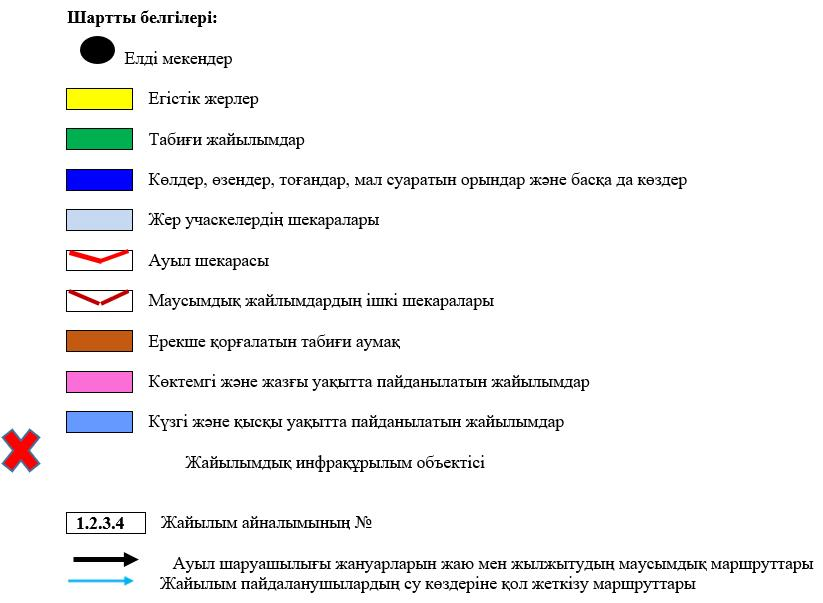 Шартты белгілері:
Елді мекендер
Егістік жерлер
Табиғи жайылымдар
Көлдер, өзендер, тоғандар, мал суаратын орындар және басқа да көздер
Жер учаскелердің шекаралары
Ауыл шекарасы
Маусымдық жайлымдардың ішкі шекаралары
Ерекше қорғалатын табиғи аумақ
Көктемгі және жазғы уақытта пайданылатын жайылымдар
Күзгі және қысқы уақытта пайданылатын жайылымдар
Жайылымдық инфрақұрылым объектісі
1.2.3.4 Жайылым айналымының №
Ауыл шаруашылығы жануарларын жаю мен жылжытудың маусымдық маршруттары
Жайылым пайдаланушылардың су көздеріне қол жеткізу маршруттары